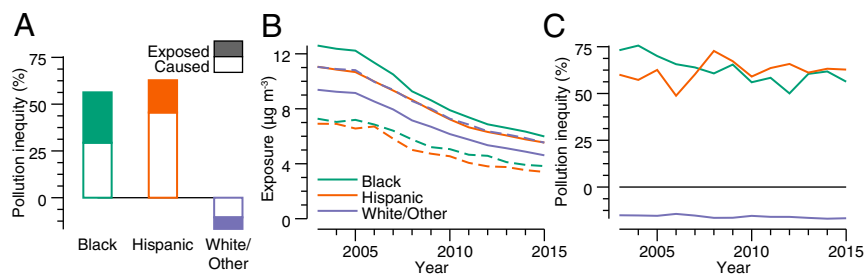 A
Pollution inequity (%)
75
50
25
0
Exposed
Caused
Black
Hispanic
White/
Other
B
Exposure (µg m⁻³)
12
8
4
0
Black
Hispanic
White/Other
2005
2010
2015
Year
C
Pollution inequity (%)
75
50
25
0
2005
2010
2015
Year